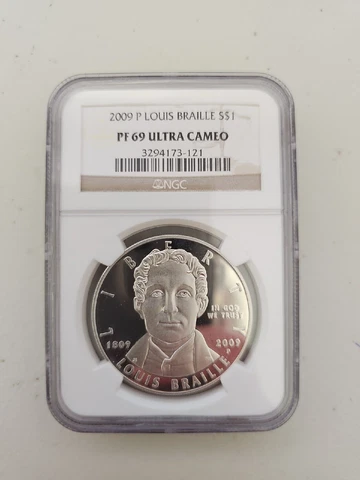 2009 P LOUIS BRAILLE S$1
PF 69 ULTRA CAMEO
3294173-121
NGC
LIBERTY
IN GOD
WE TRUST
1809 2009
P
LOUIS BRAILLE